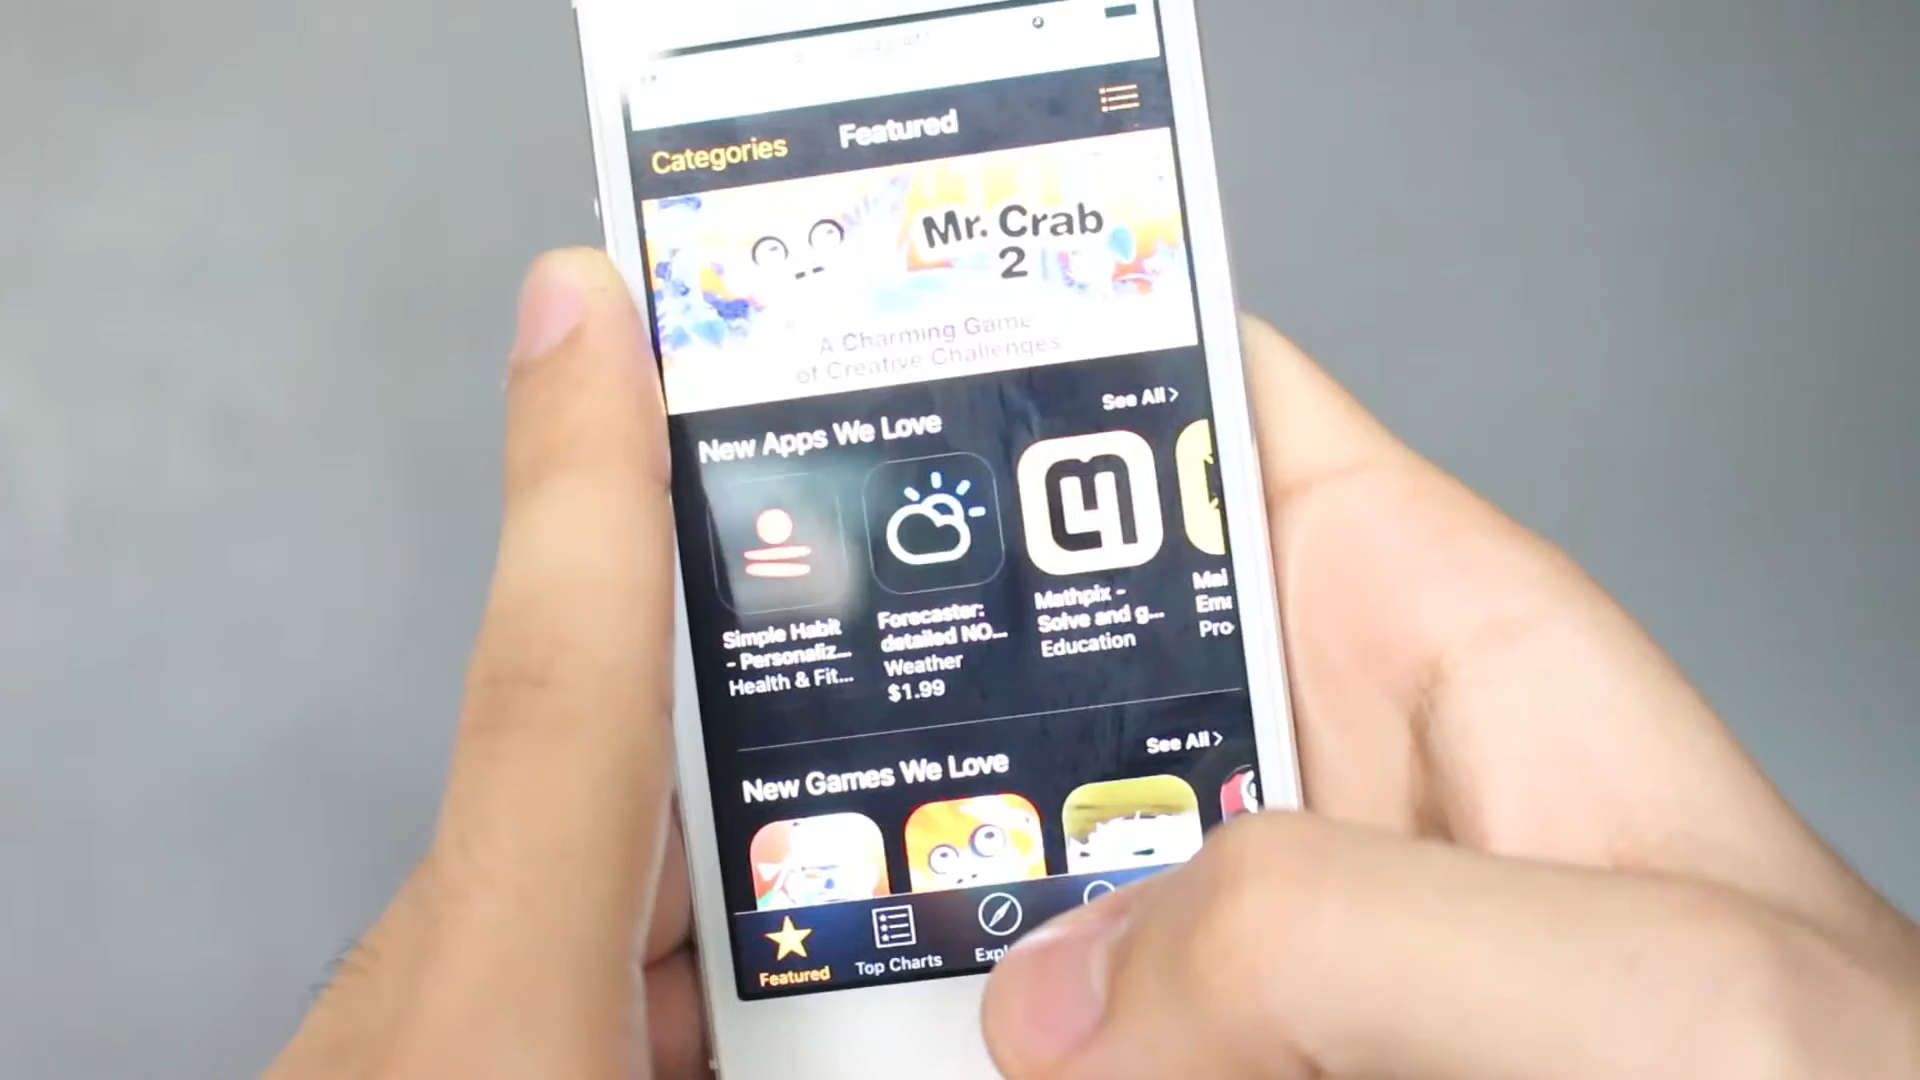 Categories
Featured
Mr. Crab
2
A Charming Game
of Creative Challenges
New Apps We Love
See All >
Simple Habit
- Personaliz...
Health & Fit...
Forecaster:
detailed NO...
Weather
$1.99
Mathpix -
Solve and g...
Education
Pro
New Games We Love
See All >
Featured
Top Charts
Expl